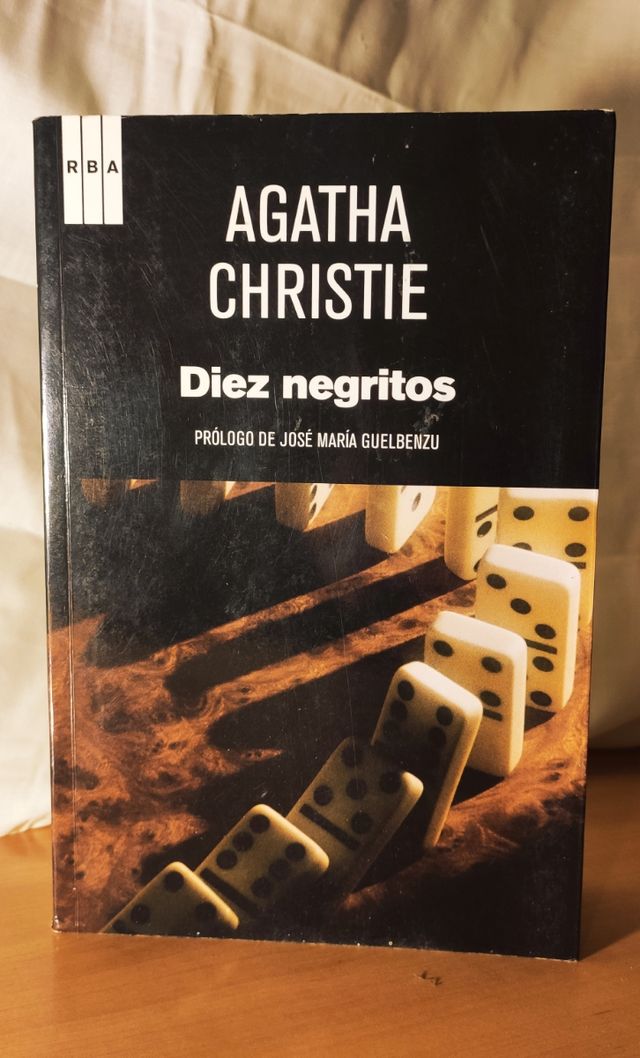 RBA
AGATHA
CHRISTIE
Diez negritos
PRÓLOGO DE JOSÉ MARÍA GUELBENZU